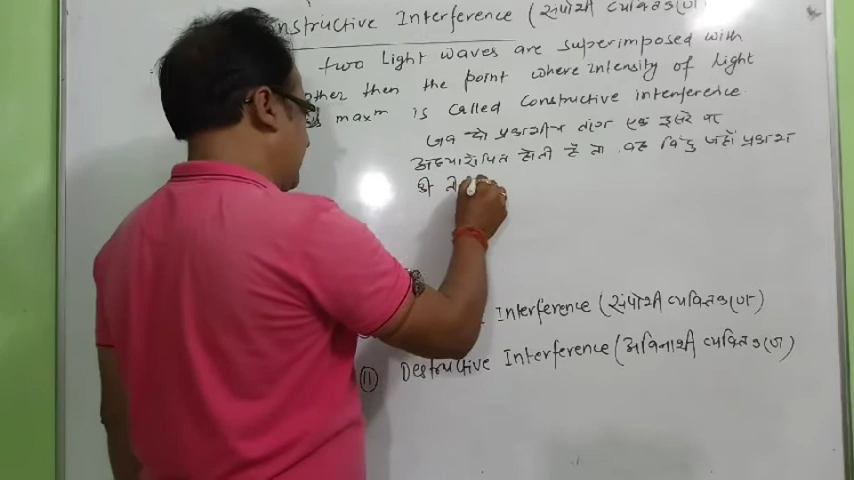 nstructive Interference (संपोषी व्यतिकरण)
two Light waves are superimposed with
other then the point where intensity of light
is maxm is called constructive interference.
जब दो प्रकाशीय तरंग एक दूसरे पर
अध्यारोपित होती है तो वह बिंदु जहाँ प्रकाश
की
Interference (संपोषी व्यतिकरण)
(11) Destructive Interference (अविनाशी व्यतिकरण)